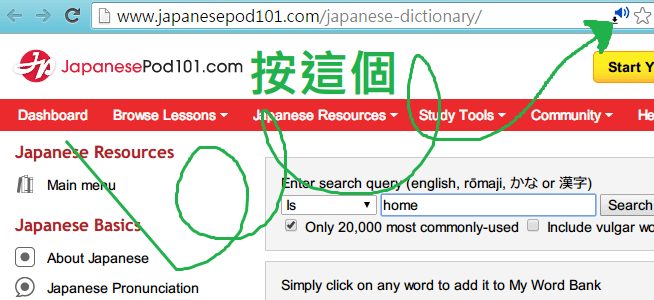 www.japanesepod101.com/japanese-dictionary/
JapanesePod101.com
按這個
Start Y
Dashboard Browse Lessons Japanese Resources Study Tools Community He
Japanese Resources
Main menu
Japanese Basics
About Japanese
Japanese Pronunciation
Enter search query (english, rōmaji, かな or 漢字)
Is home Search
Only 20,000 most commonly-used Include vulgar wo
Simply click on any word to add it to My Word Bank